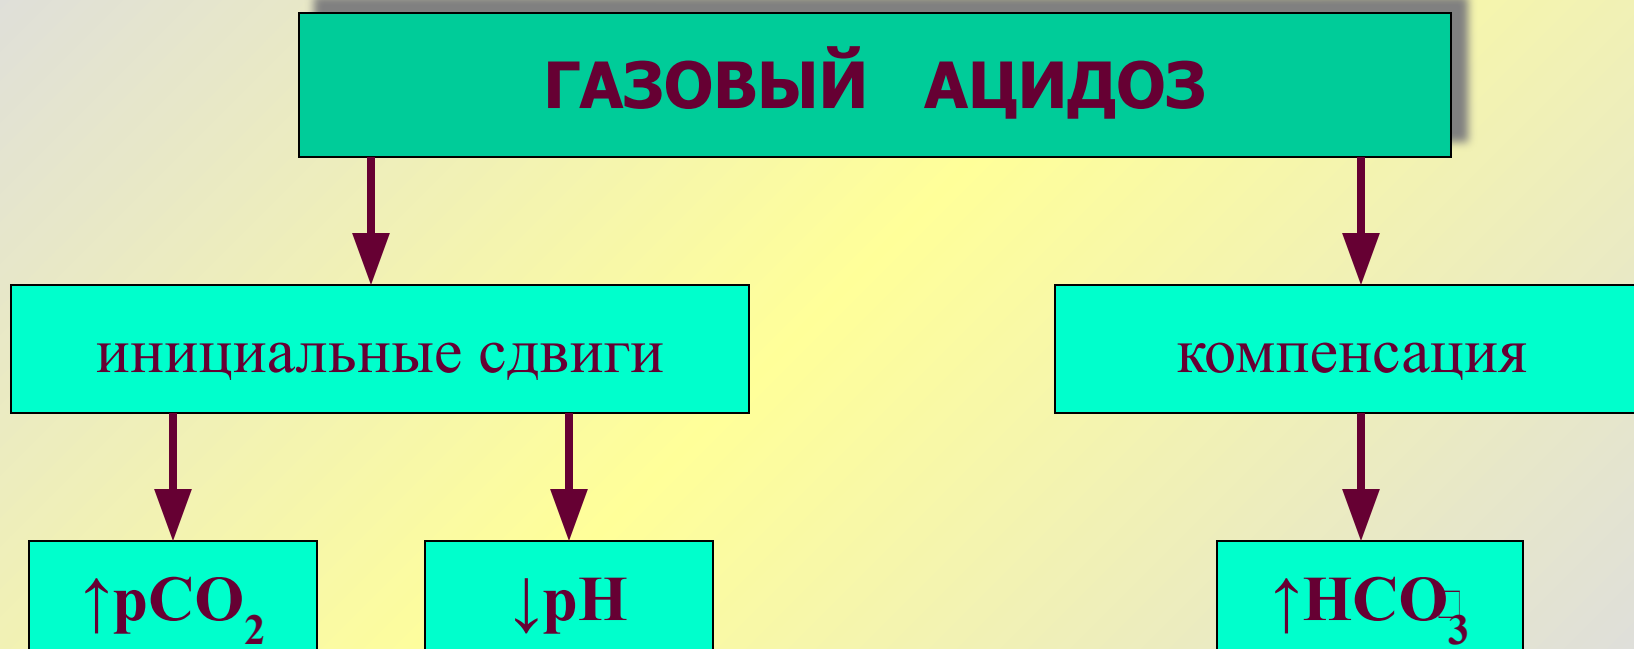 ГАЗОВЫЙ АЦИДОЗ
инициальные сдвиги
компенсация
↑pCO₂
↓pH
↑HCO₃